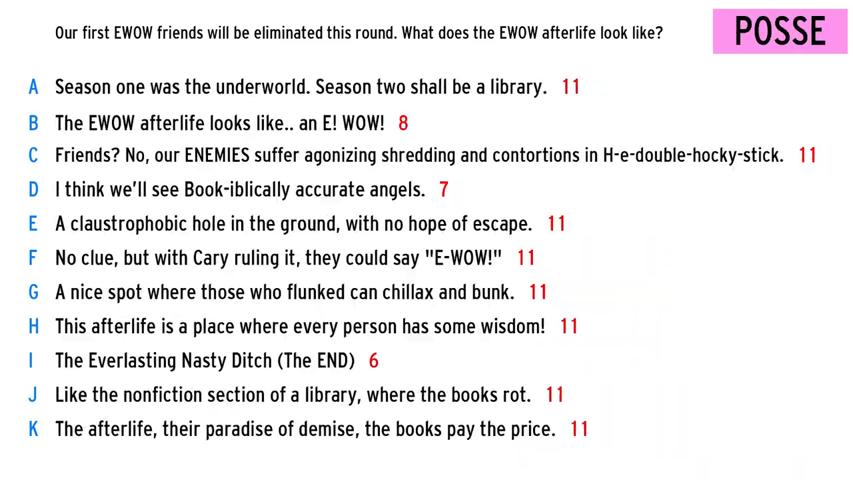 Our first EWOW friends will be eliminated this round. What does the EWOW afterlife look like?
POSSE
A Season one was the underworld. Season two shall be a library. 11
B The EWOW afterlife looks like.. an E! WOW! 8
C Friends? No, our ENEMIES suffer agonizing shredding and contortions in H-e-double-hocky-stick. 11
D I think we'll see Book-iblically accurate angels. 7
E A claustrophobic hole in the ground, with no hope of escape. 11
F No clue, but with Cary ruling it, they could say "E-WOW!" 11
G A nice spot where those who flunked can chillax and bunk. 11
H This afterlife is a place where every person has some wisdom! 11
I The Everlasting Nasty Ditch (The END) 6
J Like the nonfiction section of a library, where the books rot. 11
K The afterlife, their paradise of demise, the books pay the price. 11